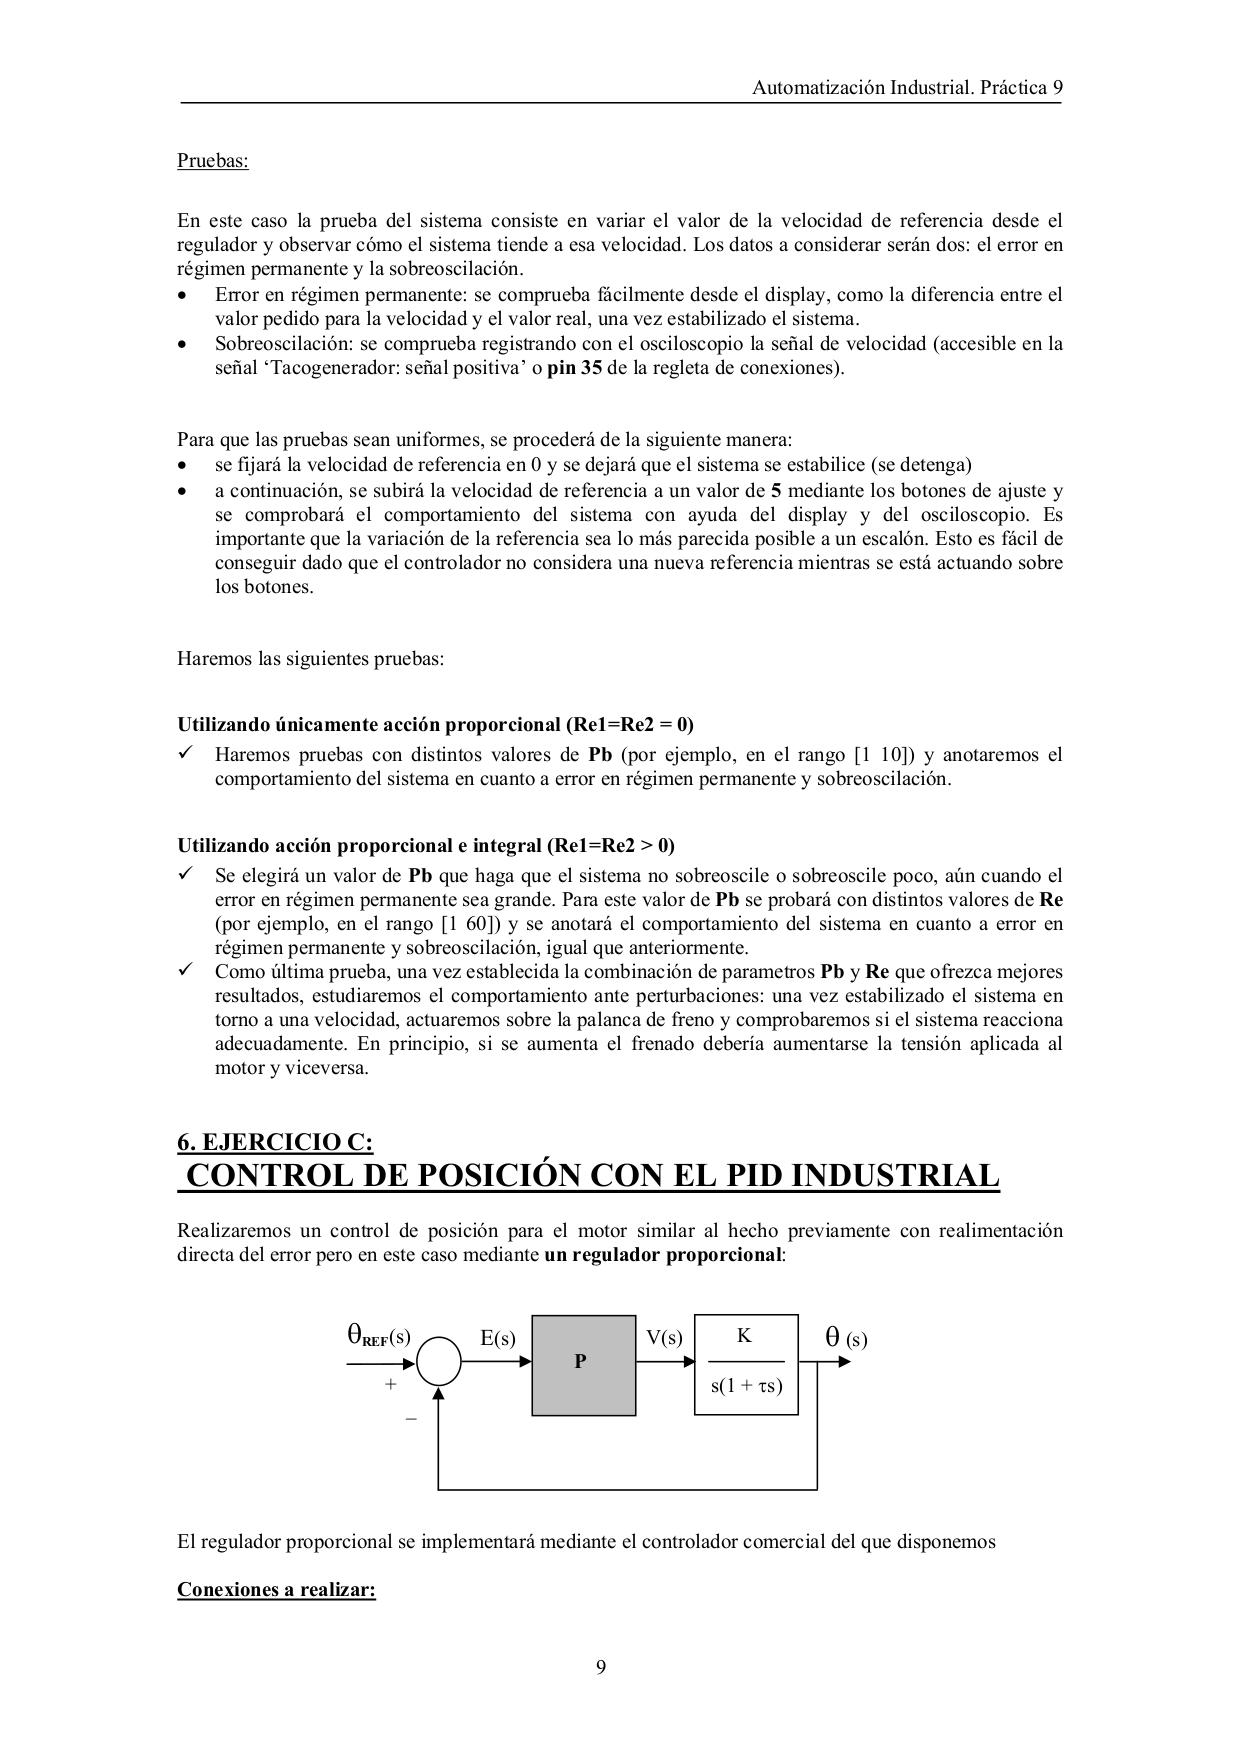 Automatización Industrial. Práctica 9
Pruebas:
En este caso la prueba del sistema consiste en variar el valor de la velocidad de referencia desde el
regulador y observar cómo el sistema tiende a esa velocidad. Los datos a considerar serán dos: el error en
régimen permanente y la sobreoscilación.
• Error en régimen permanente: se comprueba fácilmente desde el display, como la diferencia entre el
valor pedido para la velocidad y el valor real, una vez estabilizado el sistema.
• Sobreoscilación: se comprueba registrando con el osciloscopio la señal de velocidad (accesible en la
señal ‘Tacogenerador: señal positiva’ o pin 35 de la regleta de conexiones).
Para que las pruebas sean uniformes, se procederá de la siguiente manera:
• se fijará la velocidad de referencia en 0 y se dejará que el sistema se estabilice (se detenga)
• a continuación, se subirá la velocidad de referencia a un valor de 5 mediante los botones de ajuste y
se comprobará el comportamiento del sistema con ayuda del display y del osciloscopio. Es
importante que la variación de la referencia sea lo más parecida posible a un escalón. Esto es fácil de
conseguir dado que el controlador no considera una nueva referencia mientras se está actuando sobre
los botones.
Haremos las siguientes pruebas:
Utilizando únicamente acción proporcional (Re1=Re2 = 0)
✓ Haremos pruebas con distintos valores de Pb (por ejemplo, en el rango [1 10]) y anotaremos el
comportamiento del sistema en cuanto a error en régimen permanente y sobreoscilación.
Utilizando acción proporcional e integral (Re1=Re2 > 0)
✓ Se elegirá un valor de Pb que haga que el sistema no sobreoscile o sobreoscile poco, aún cuando el
error en régimen permanente sea grande. Para este valor de Pb se probará con distintos valores de Re
(por ejemplo, en el rango [1 60]) y se anotará el comportamiento del sistema en cuanto a error en
régimen permanente y sobreoscilación, igual que anteriormente.
✓ Como última prueba, una vez establecida la combinación de parametros Pb y Re que ofrezca mejores
resultados, estudiaremos el comportamiento ante perturbaciones: una vez estabilizado el sistema en
torno a una velocidad, actuaremos sobre la palanca de freno y comprobaremos si el sistema reacciona
adecuadamente. En principio, si se aumenta el frenado debería aumentarse la tensión aplicada al
motor y viceversa.
6. EJERCICIO C:
CONTROL DE POSICIÓN CON EL PID INDUSTRIAL
Realizaremos un control de posición para el motor similar al hecho previamente con realimentación
directa del error pero en este caso mediante un regulador proporcional:
θREF(s) E(s) V(s) K θ (s)
P
+ s(1 + τs)
−
El regulador proporcional se implementará mediante el controlador comercial del que disponemos
Conexiones a realizar:
9